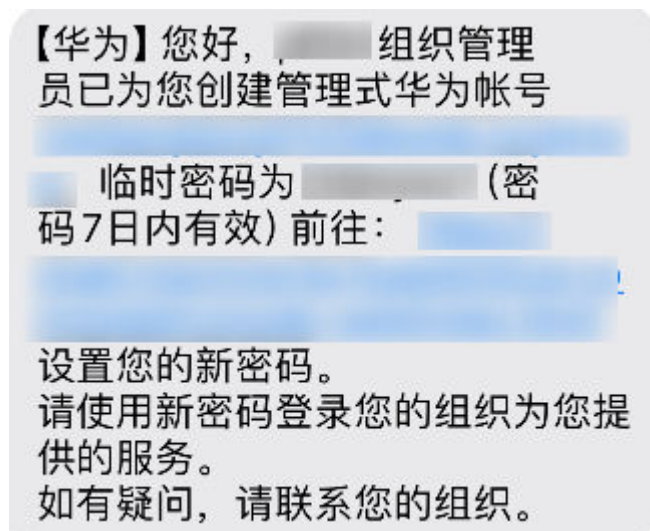 【华为】您好, 组织管理
员已为您创建管理式华为帐号
临时密码为 (密
码7日内有效) 前往:
设置您的新密码。
请使用新密码登录您的组织为您提
供的服务。
如有疑问, 请联系您的组织。